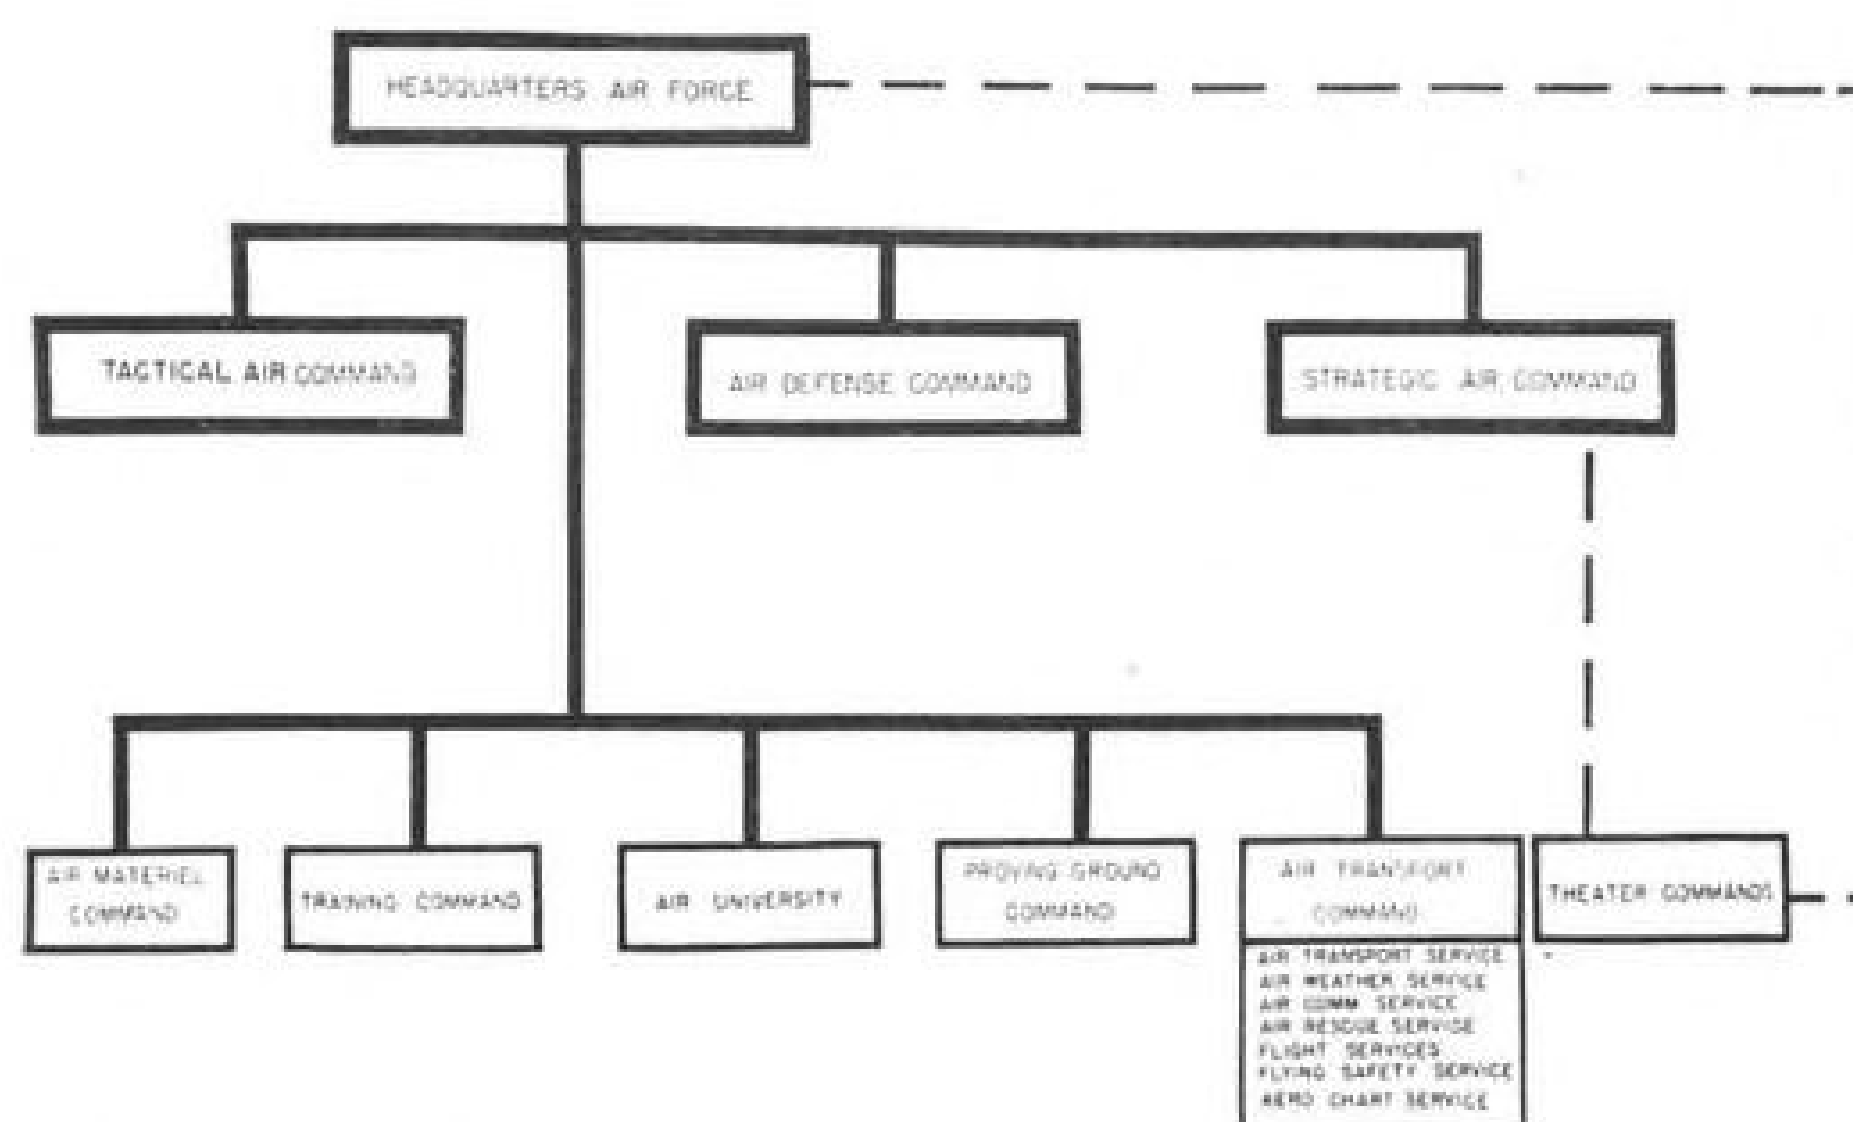 HEADQUARTERS AIR FORCE
TACTICAL AIR COMMAND
AIR DEFENSE COMMAND
STRATEGIC AIR COMMAND
AIR MATERIEL
COMMAND
TRAINING COMMAND
AIR UNIVERSITY
PROVING GROUND
COMMAND
AIR TRANSPORT
COMMAND
AIR TRANSPORT SERVICE
AIR WEATHER SERVICE
AIR COMM SERVICE
AIR RESCUE SERVICE
FLIGHT SERVICES
FLYING SAFETY SERVICE
AERO CHART SERVICE
THEATER COMMANDS